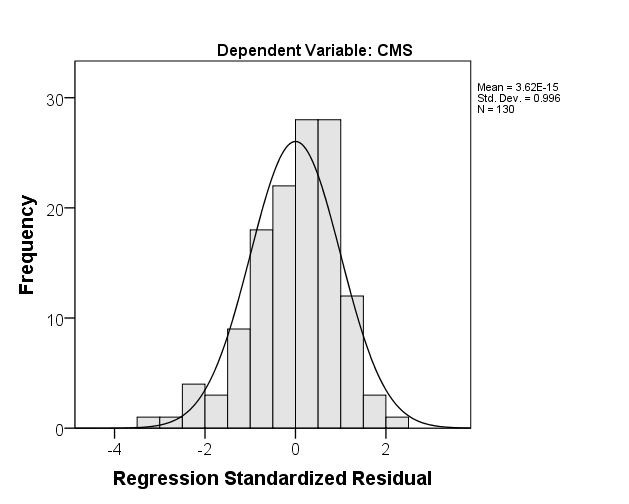 Dependent Variable: CMS
Mean = 3.62E-15
Std. Dev. = 0.996
N = 130
Frequency
30
20
10
0
-4 -2 0 2
Regression Standardized Residual